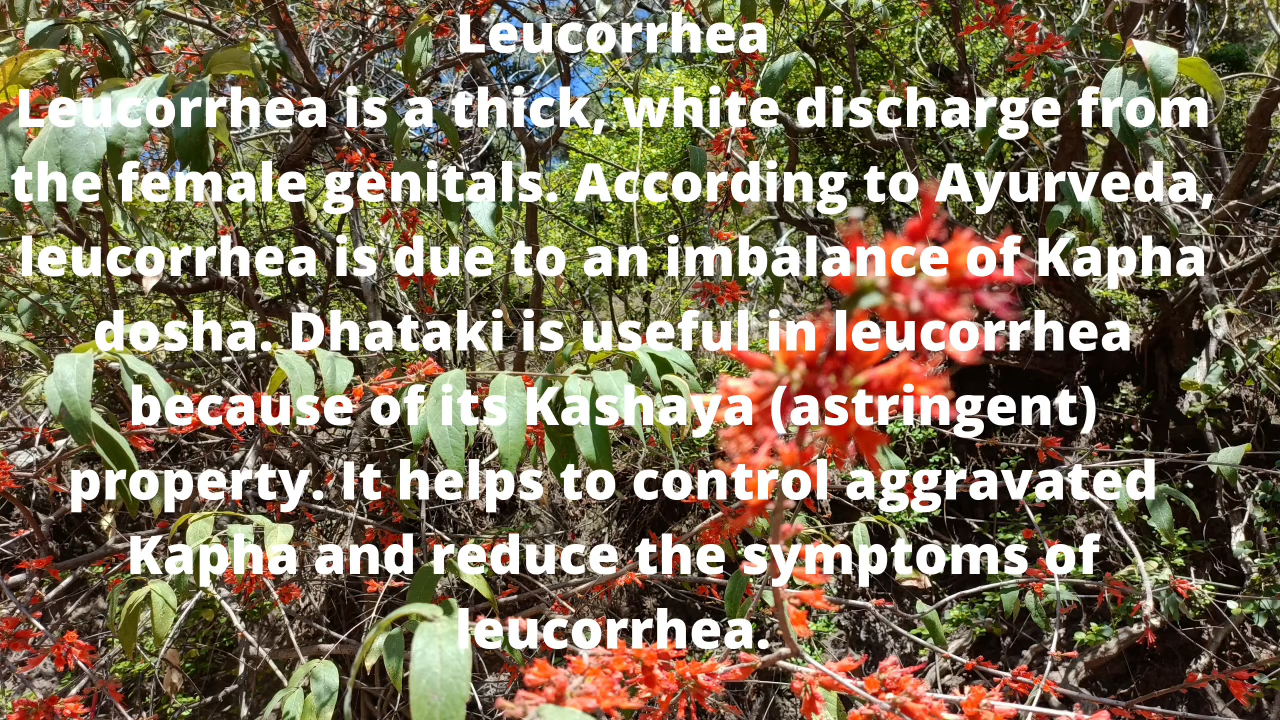 Leucorrhea
Leucorrhea is a thick, white discharge from
the female genitals. According to Ayurveda,
leucorrhea is due to an imbalance of Kapha
dosha. Dhataki is useful in leucorrhea
because of its Kashaya (astringent)
property. It helps to control aggravated
Kapha and reduce the symptoms of
leucorrhea.